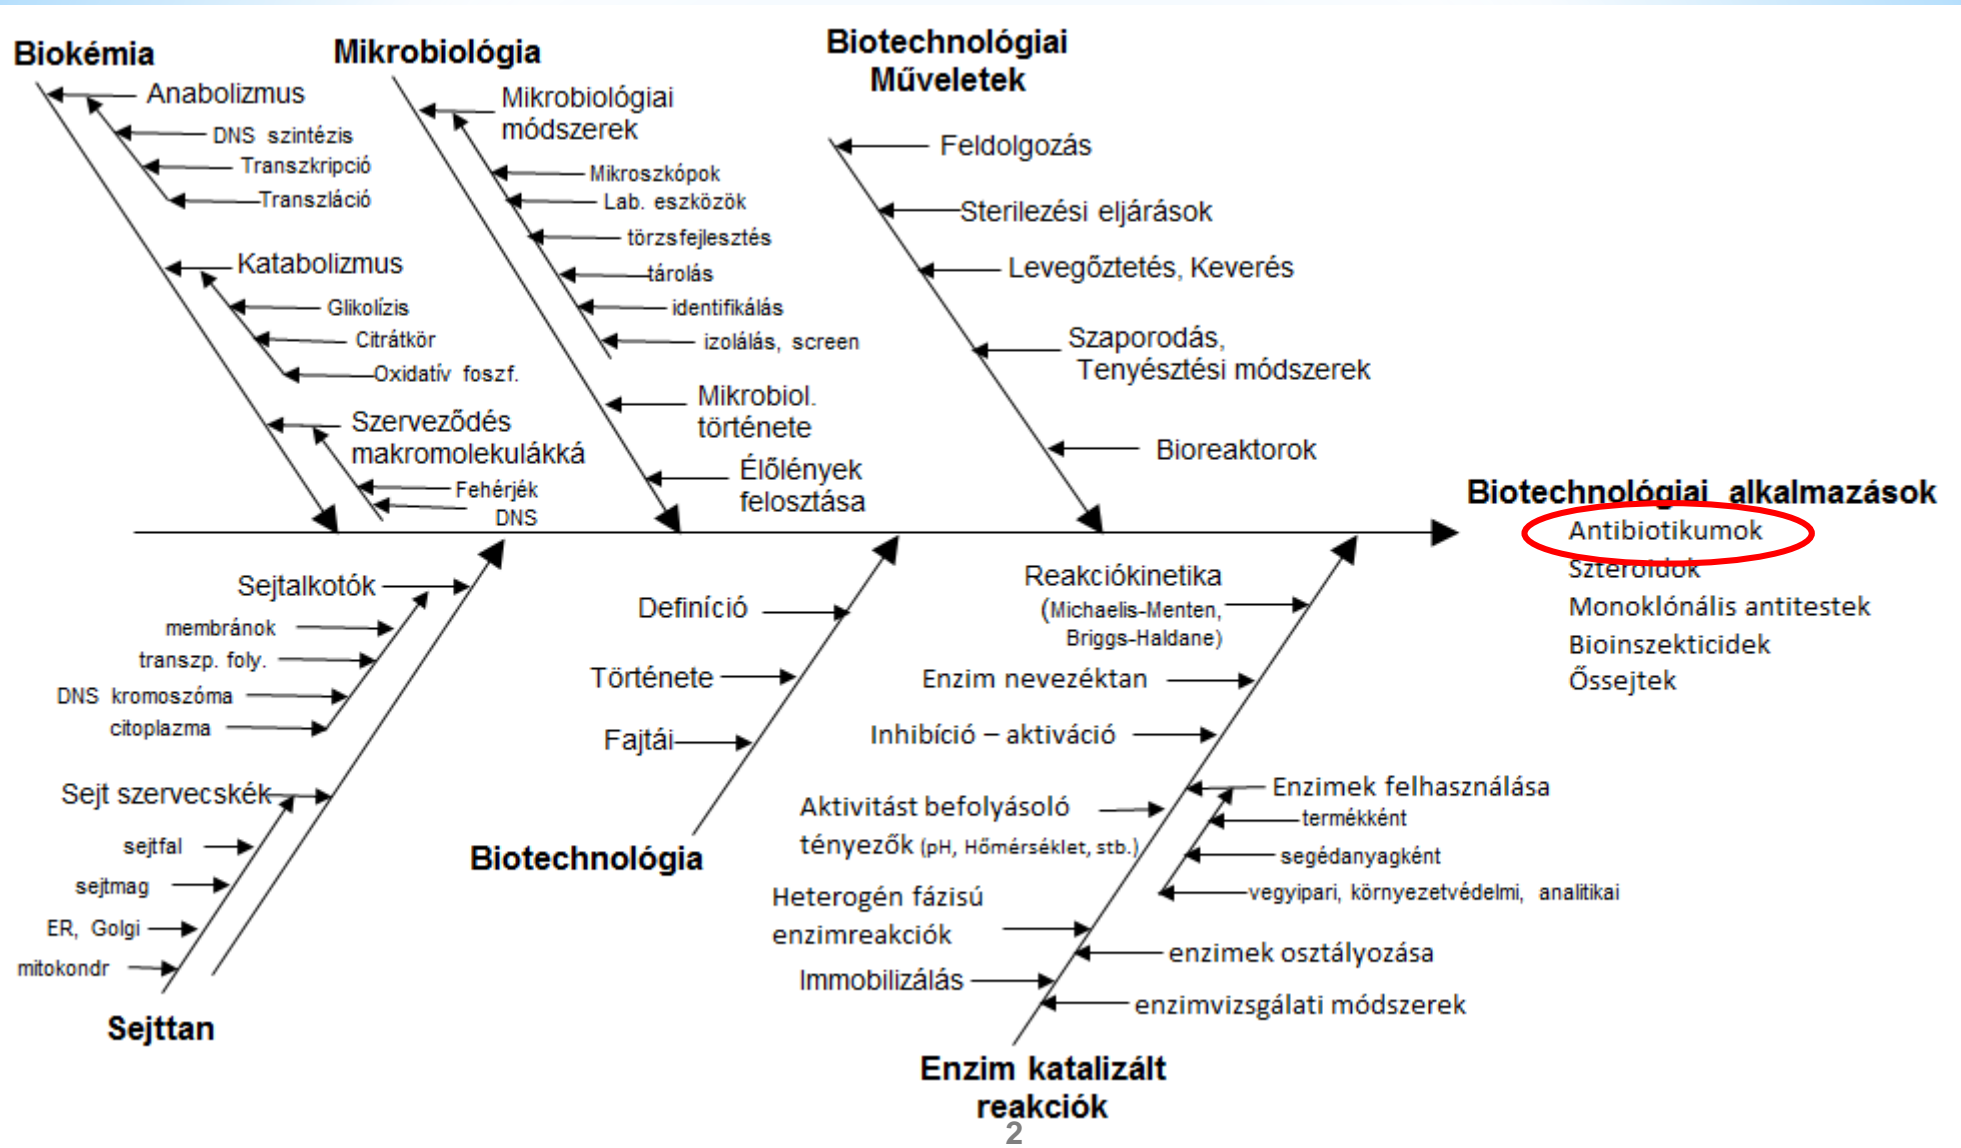 Biokémia
Anabolizmus
DNS szintézis
Transzkripció
Transzláció
Katabolizmus
Glikolízis
Citrátkör
Oxidatív foszf.
Szerveződés
makromolekulákká
Fehérjék
DNS
Mikrobiológia
Mikrobiológiai
módszerek
Mikroszkópok
Lab. eszközök
törzsfejlesztés
tárolás
identifikálás
izolálás, screen
Mikrobiol.
története
Élőlények
felosztása
Biotechnológiai
Műveletek
Feldolgozás
Sterilezési eljárások
Levegőztetés, Keverés
Szaporodás,
Tenyésztési módszerek
Bioreaktorok
Biotechnológiai alkalmazások
Antibiotikumok
Szteroidok
Monoklónális antitestek
Bioinszekticidek
Őssejtek
Sejtalkotók
membránok
transzp. foly.
DNS kromoszóma
citoplazma
Sejt szervecskék
sejtfal
sejtmag
ER, Golgi
mitokondr
Sejttan
Definíció
Története
Fajtái
Biotechnológia
Reakciókinetika
(Michaelis-Menten,
Briggs-Haldane)
Enzim nevezéktan
Inhibíció – aktiváció
Aktivitást befolyásoló
tényezők (pH, Hőmérséklet, stb.)
Heterogén fázisú
enzimreakciók
Immobilizálás
Enzimek felhasználása
termékként
segédanyagként
vegyipari, környezetvédelmi, analitikai
enzimek osztályozása
enzimvizsgálati módszerek
Enzim katalizált
reakciók
2